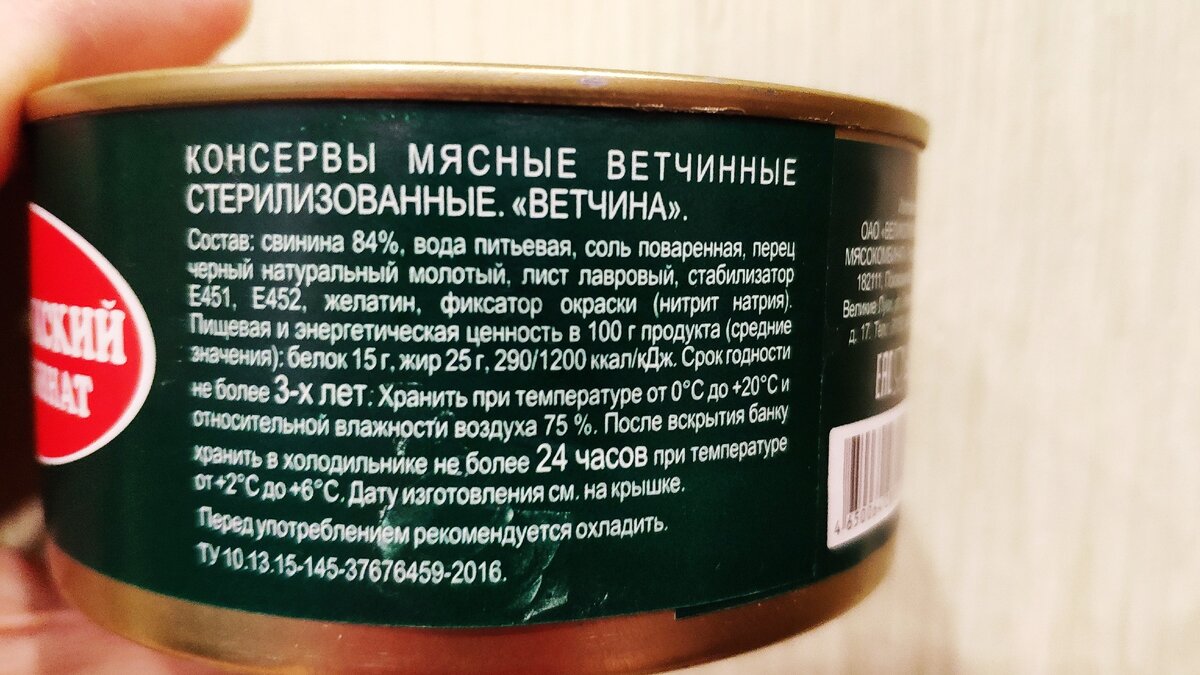 КОНСЕРВЫ МЯСНЫЕ ВЕТЧИННЫЕ
СТЕРИЛИЗОВАННЫЕ. «ВЕТЧИНА».
Состав: свинина 84%, вода питьевая, соль поваренная, перец
черный натуральный молотый, лист лавровый, стабилизатор
Е451, Е452, желатин, фиксатор окраски (нитрит натрия).
Пищевая и энергетическая ценность в 100 г продукта (средние
значения): белок 15 г, жир 25 г, 290/1200 ккал/кДж. Срок годности
не более 3-х лет. Хранить при температуре от 0°С до +20°С и
относительной влажности воздуха 75 %. После вскрытия банку
хранить в холодильнике не более 24 часов при температуре
от +2°С до +6°С. Дату изготовления см. на крышке.
Перед употреблением рекомендуется охладить.
ТУ 10.13.15-145-37676459-2016.
ОАО
182111,
Великие Луки,
д. 17.
ЕАС